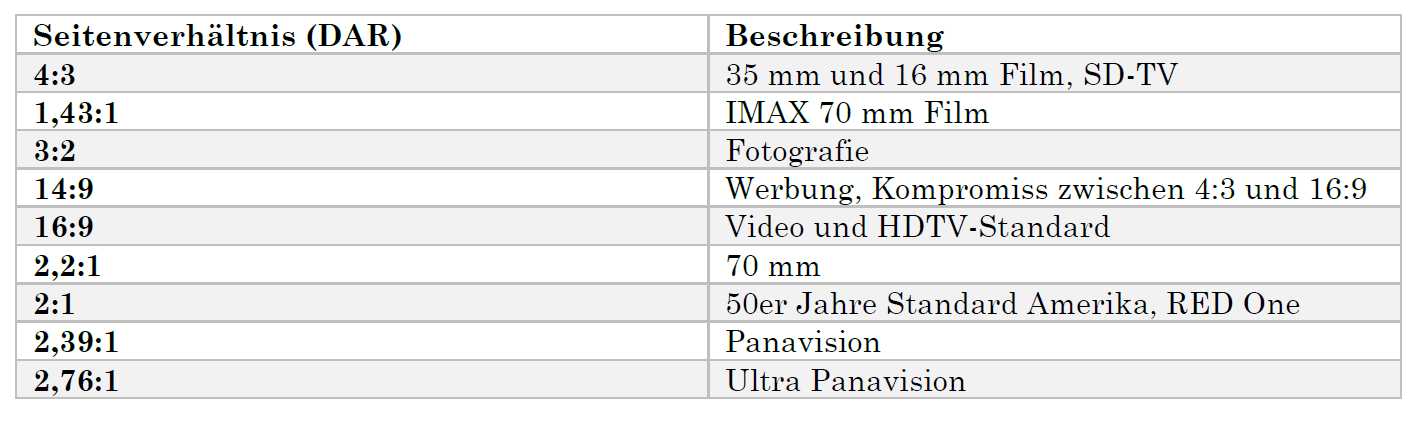 Seitenverhältnis (DAR) Beschreibung
4:3 35 mm und 16 mm Film, SD-TV
1,43:1 IMAX 70 mm Film
3:2 Fotografie
14:9 Werbung, Kompromiss zwischen 4:3 und 16:9
16:9 Video und HDTV-Standard
2,2:1 70 mm
2:1 50er Jahre Standard Amerika, RED One
2,39:1 Panavision
2,76:1 Ultra Panavision